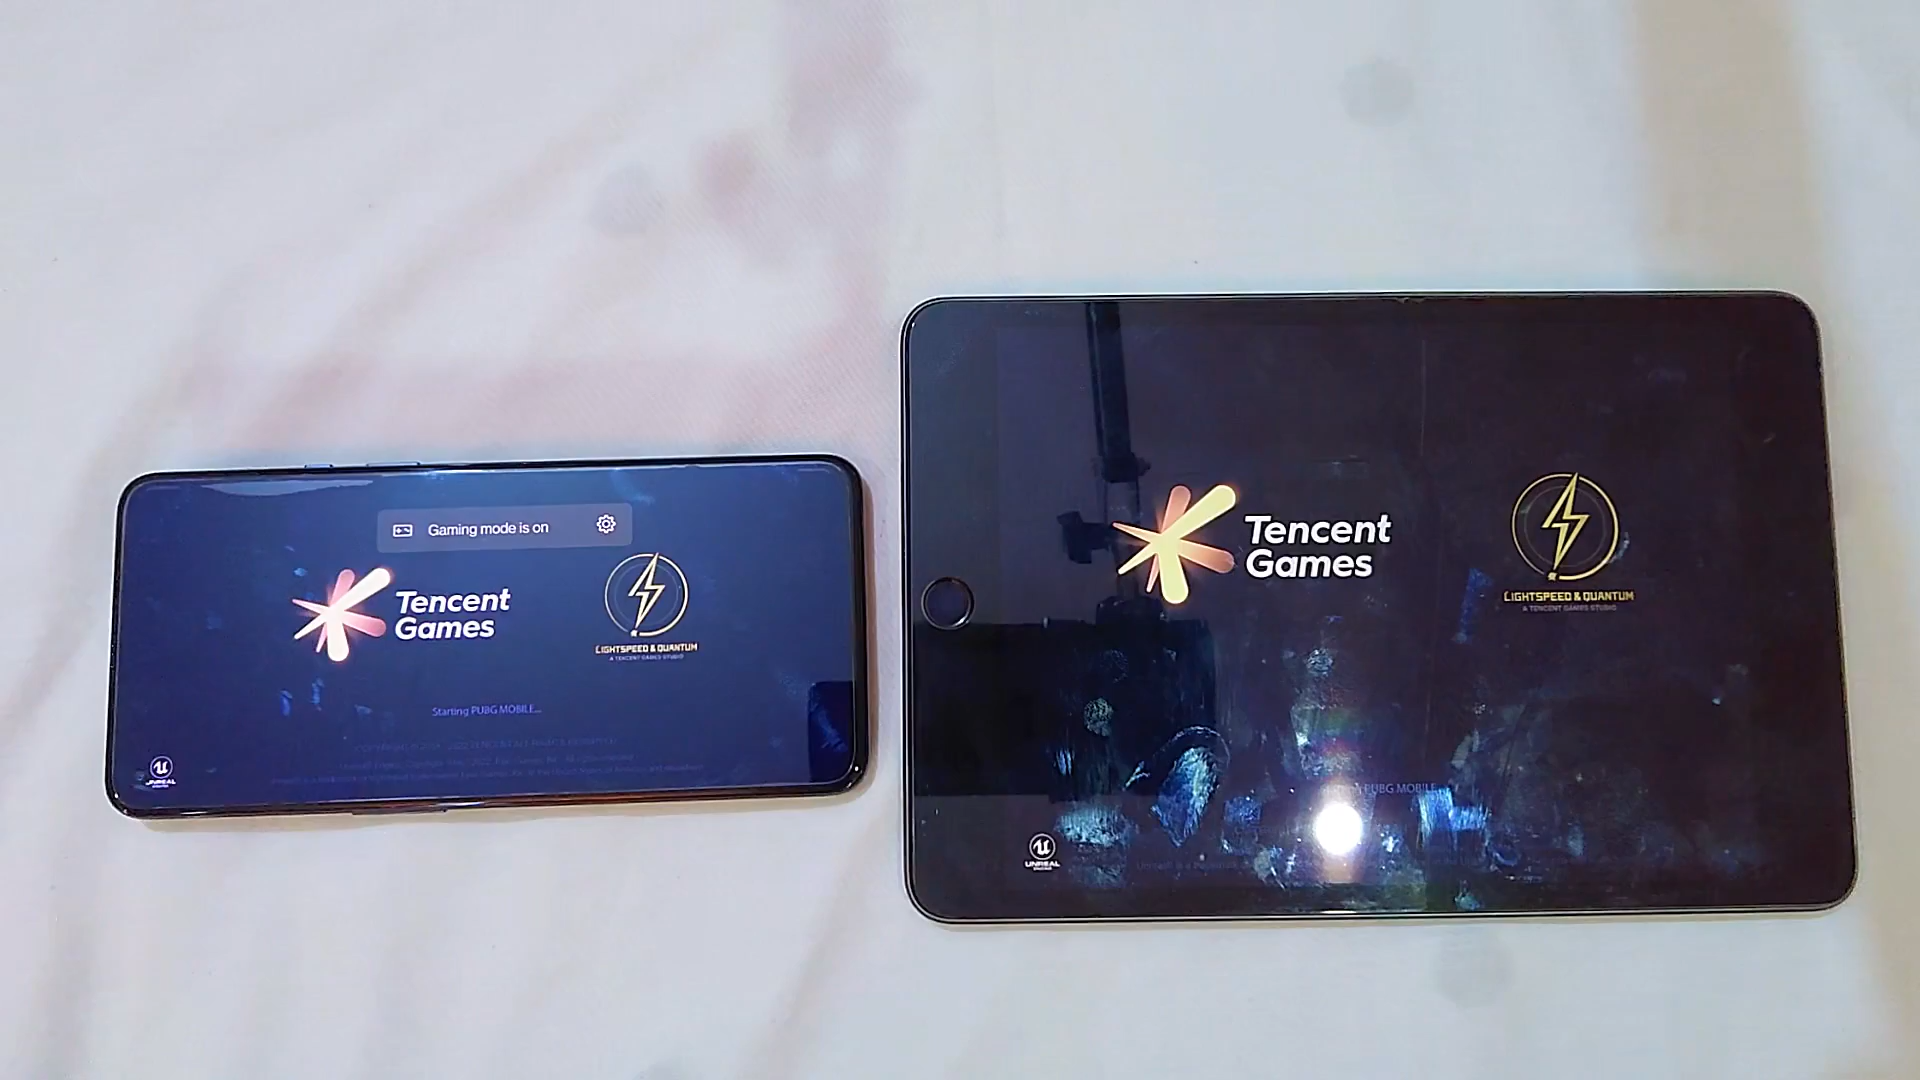 Gaming mode is on
Tencent
Games
LIGHTSPEED & QUANTUM
A TENCENT GAMES STUDIO
Starting PUBG MOBILE...
UNREAL
Tencent
Games
LIGHTSPEED & QUANTUM
A TENCENT GAMES STUDIO
PUBG MOBILE
UNREAL